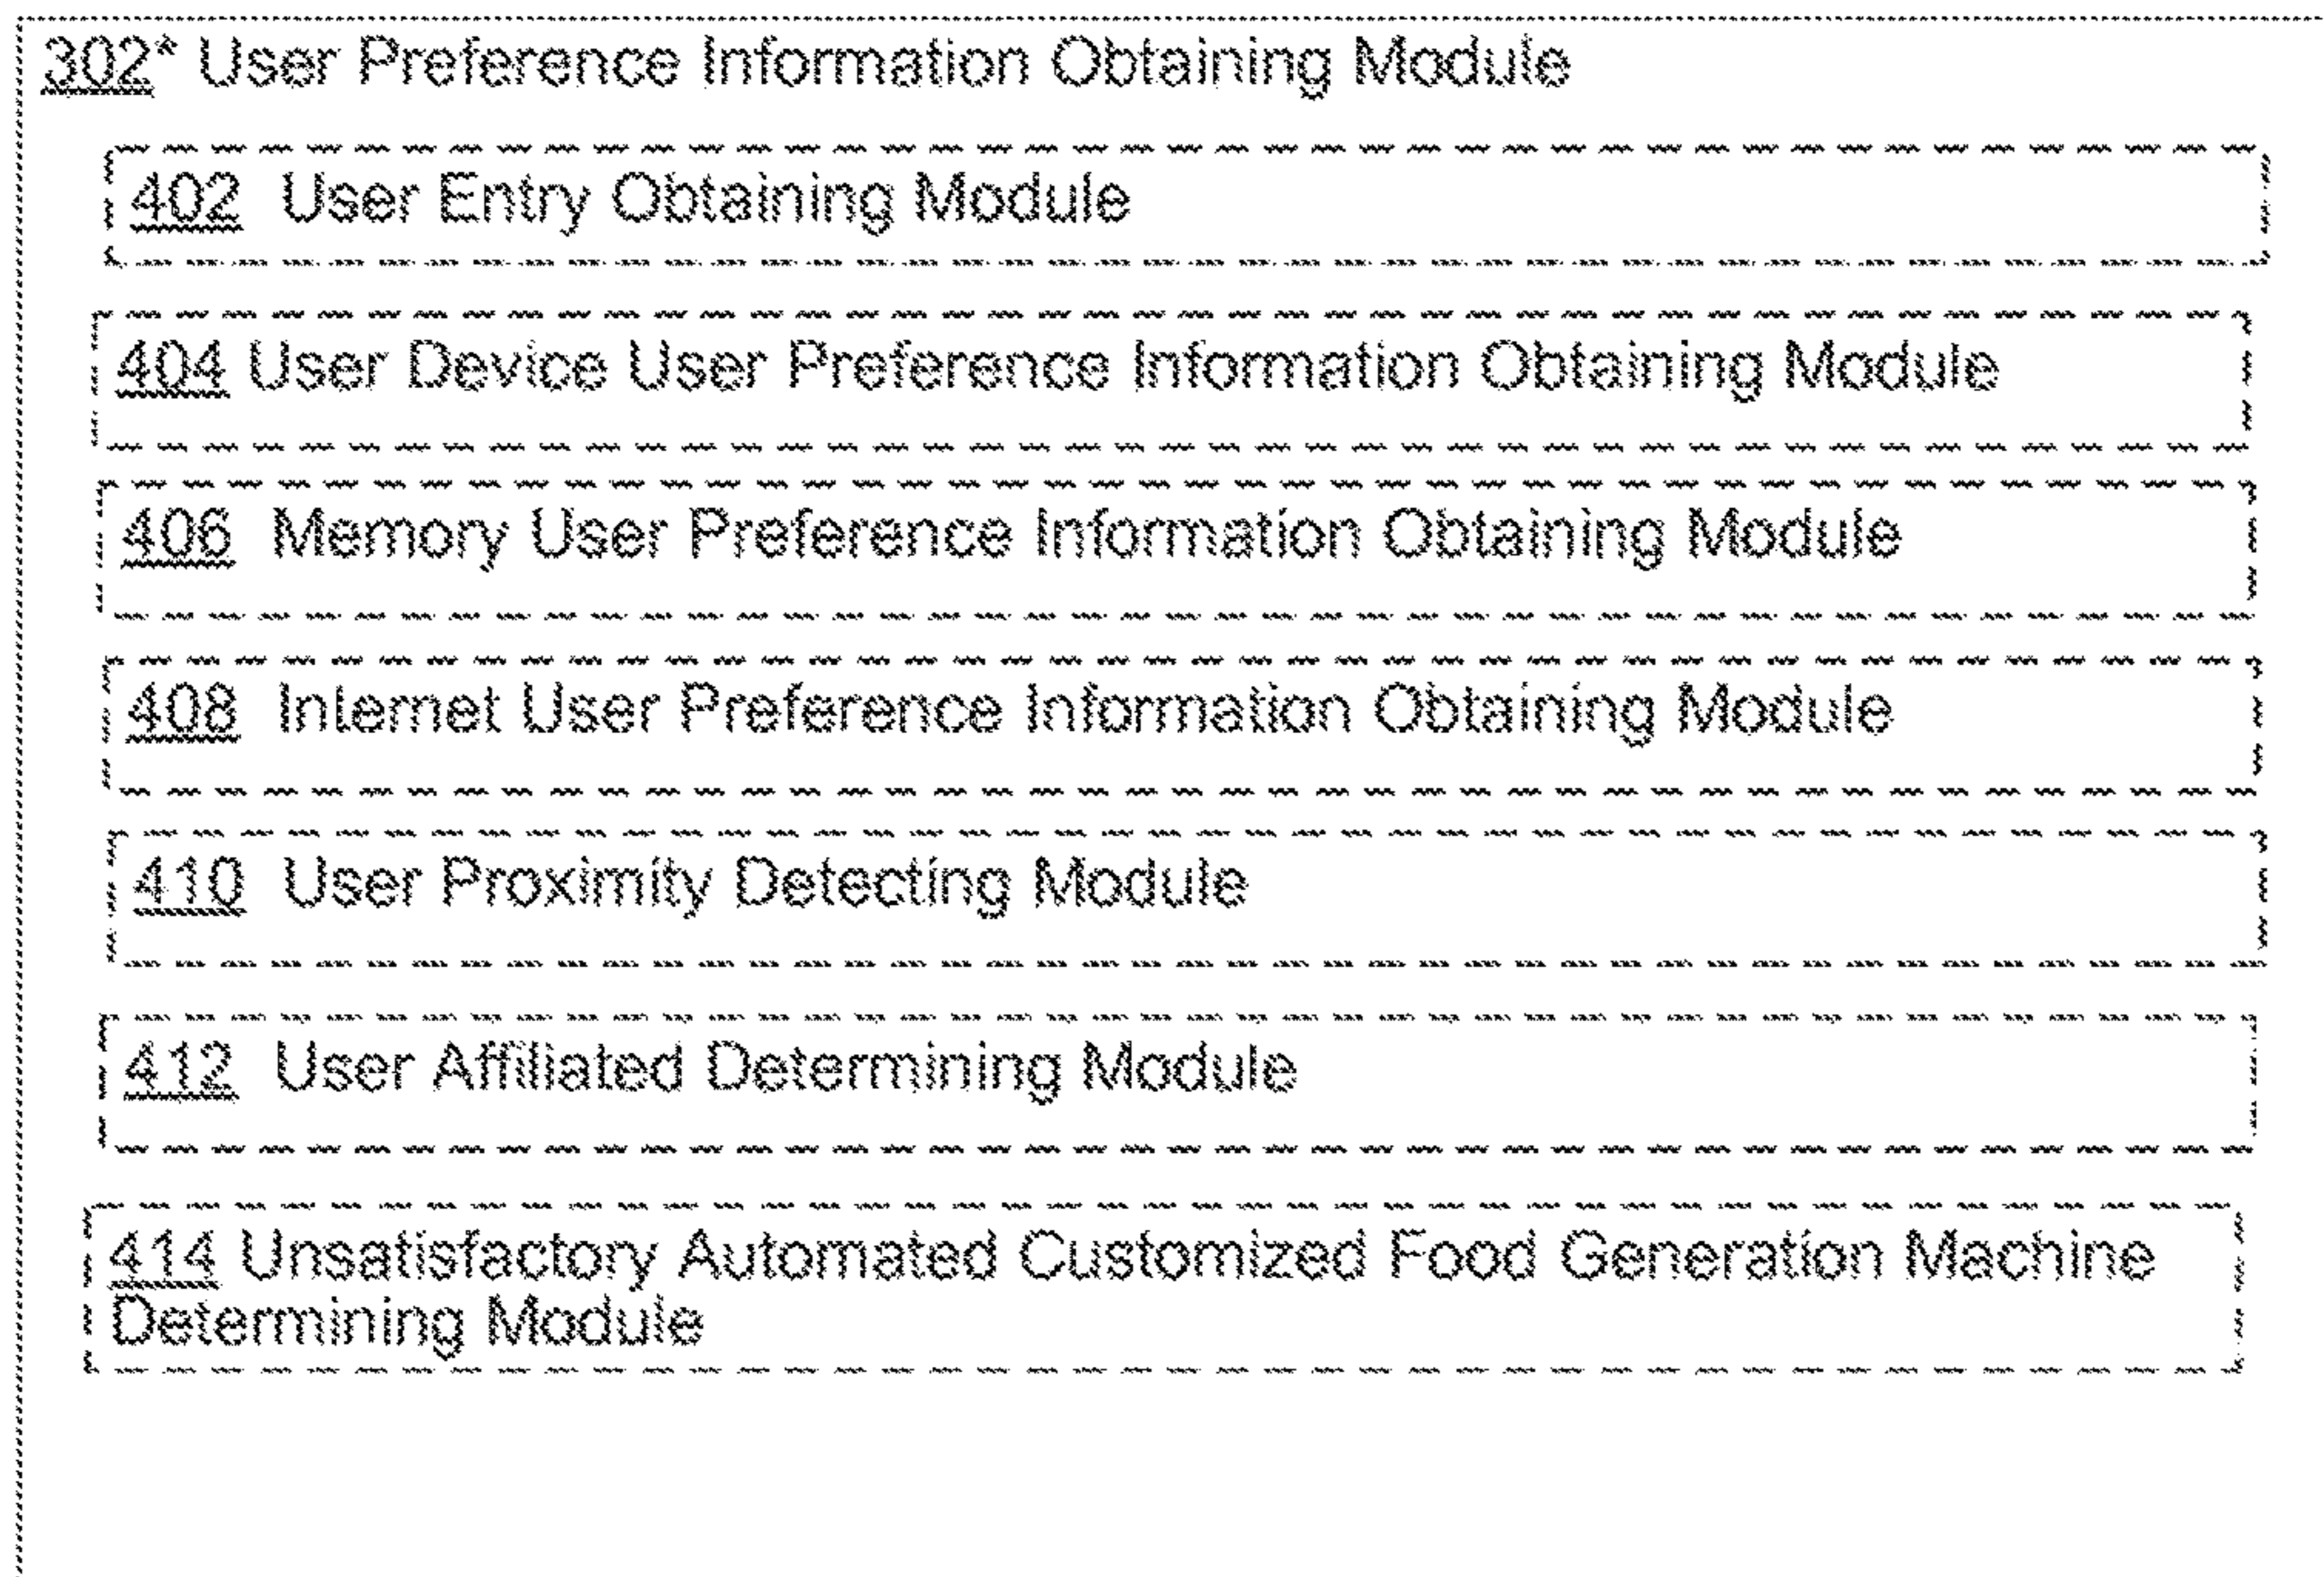 302* User Preference Information Obtaining Module
402 User Entry Obtaining Module
404 User Device User Preference Information Obtaining Module
406 Memory User Preference Information Obtaining Module
408 Internet User Preference Information Obtaining Module
410 User Proximity Detecting Module
412 User Affiliated Determining Module
414 Unsatisfactory Automated Customized Food Generation Machine
Determining Module